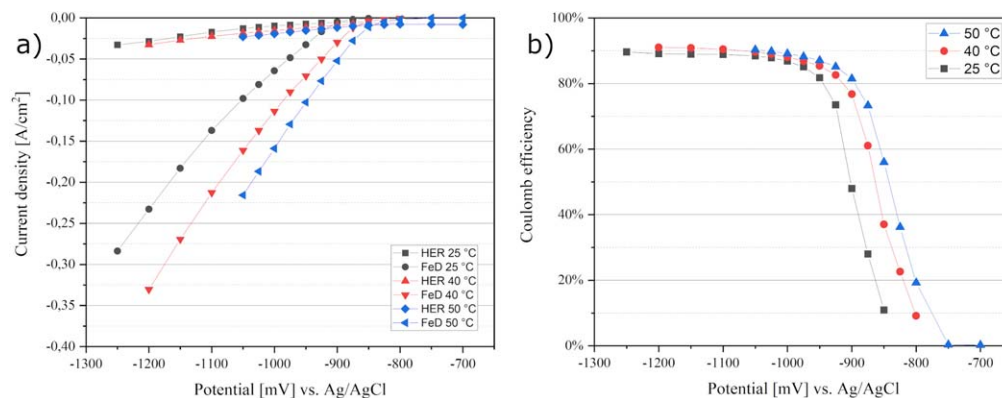 a)
0,00
-0,05
-0,10
-0,15
-0,20
-0,25
-0,30
-0,35
-0,40
Current density [A/cm²]
HER 25 °C
FeD 25 °C
HER 40 °C
FeD 40 °C
HER 50 °C
FeD 50 °C
-1300 -1200 -1100 -1000 -900 -800 -700
Potential [mV] vs. Ag/AgCl
b)
100%
80%
60%
40%
20%
0%
Coulomb efficiency
50 °C
40 °C
25 °C
-1300 -1200 -1100 -1000 -900 -800 -700
Potential [mV] vs. Ag/AgCl